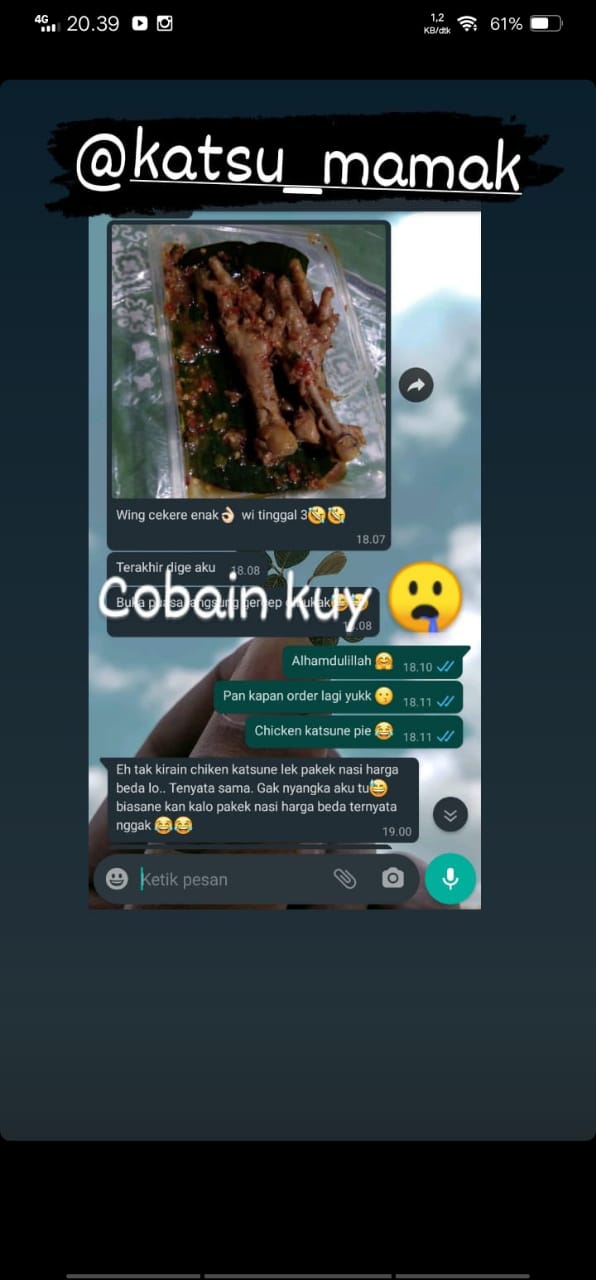 4G 20.39 1,2 KB/dtk 61%
@katsu_mamak
Wing cekere enak👌🏻 wi tinggal 3🤣🤣
18.07
Terakhir dige aku 18.08
Cobain kuy 🤤
Buka
18.08
Alhamdulillah 🤗 18.10
Pan kapan order lagi yukk 😗 18.11
Chicken katsune pie 😂 18.11
Eh tak kirain chiken katsune lek pakek nasi harga
beda lo.. Tenyata sama. Gak nyangka aku tu😅
biasane kan kalo pakek nasi harga beda ternyata
nggak 😂😂
19.00
Ketik pesan